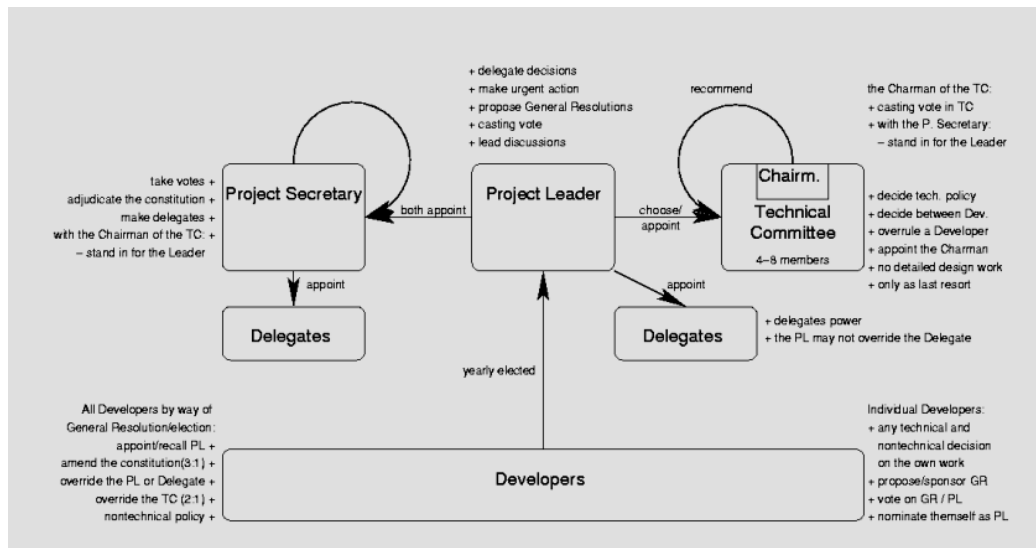 + delegate decisions
+ make urgent action
+ propose General Resolutions
+ casting vote
+ lead discussions
recommend
the Charman of the TC:
+ casting vote in TC
+ with the P. Secretary:
– stand in for the Leader
take votes +
adjudicate the constitution +
make delegates +
with the Chairman of the TC: +
– stand in for the Leader
Project Secretary
both appoint
Project Leader
choose/
appoint
Chairm.
Technical
Committee
4–8 members
+ decide tech. policy
+ decide between Dev.
+ overrule a Developer
+ appoint the Charman
+ no detailed design work
+ only as last resort
appoint
Delegates
appoint
Delegates
+ delegates power
+ the PL may not override the Delegate
yearly elected
All Developers by way of
General Resolution/election:
appoint/recall PL +
amend the constitution(3:1) +
override the PL or Delegate +
override the TC (2:1) +
nontechnical policy +
Developers
Individual Developers:
+ any technical and
nontechnical decision
on the own work
+ propose/sponsor GR
+ vote on GR / PL
+ nominate themself as PL